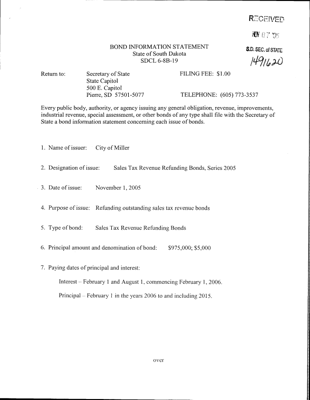 RECEIVED
NOV 07 '05
S.D. SEC. of STATE
1491620
BOND INFORMATION STATEMENT
State of South Dakota
SDCL 6-8B-19
Return to: Secretary of State FILING FEE: $1.00
State Capitol
500 E. Capitol
Pierre, SD 57501-5077 TELEPHONE: (605) 773-3537
Every public body, authority, or agency issuing any general obligation, revenue, improvements,
industrial revenue, special assessment, or other bonds of any type shall file with the Secretary of
State a bond information statement concerning each issue of bonds.
1. Name of issuer: City of Miller
2. Designation of issue: Sales Tax Revenue Refunding Bonds, Series 2005
3. Date of issue: November 1, 2005
4. Purpose of issue: Refunding outstanding sales tax revenue bonds
5. Type of bond: Sales Tax Revenue Refunding Bonds
6. Principal amount and denomination of bond: $975,000; $5,000
7. Paying dates of principal and interest:
Interest – February 1 and August 1, commencing February 1, 2006.
Principal – February 1 in the years 2006 to and including 2015.
over